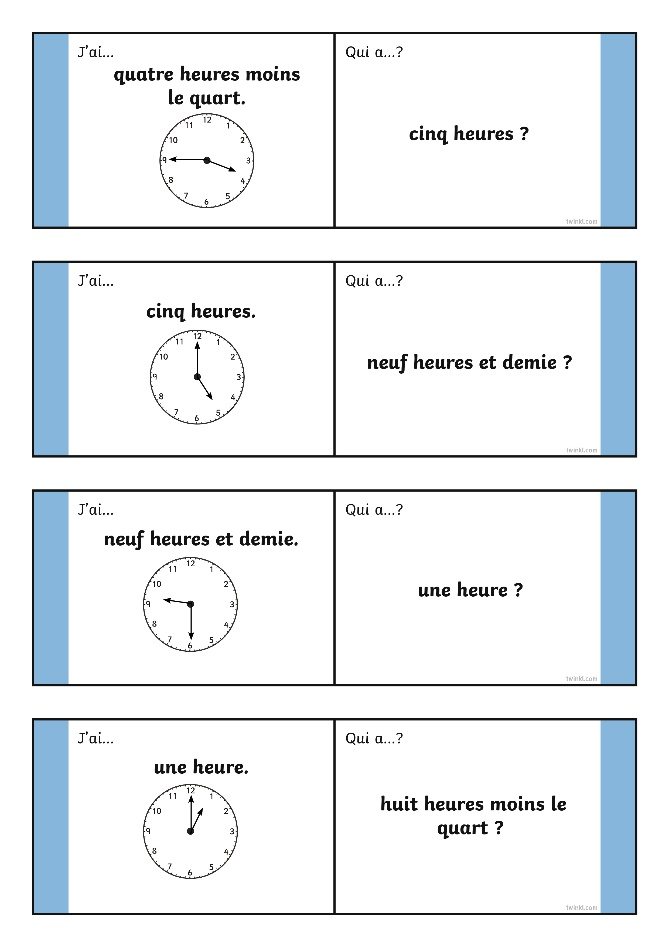 J'ai...
quatre heures moins
le quart.
12
11
1
10
2
9
3
8
4
7
5
6
Qui a...?
cinq heures ?
twinkl.com
J'ai...
cinq heures.
12
11
1
10
2
9
3
8
4
7
5
6
Qui a...?
neuf heures et demie ?
twinkl.com
J'ai...
neuf heures et demie.
12
11
1
10
2
9
3
8
4
7
5
6
Qui a...?
une heure ?
twinkl.com
J'ai...
une heure.
12
11
1
10
2
9
3
8
4
7
5
6
Qui a...?
huit heures moins le
quart ?
twinkl.com